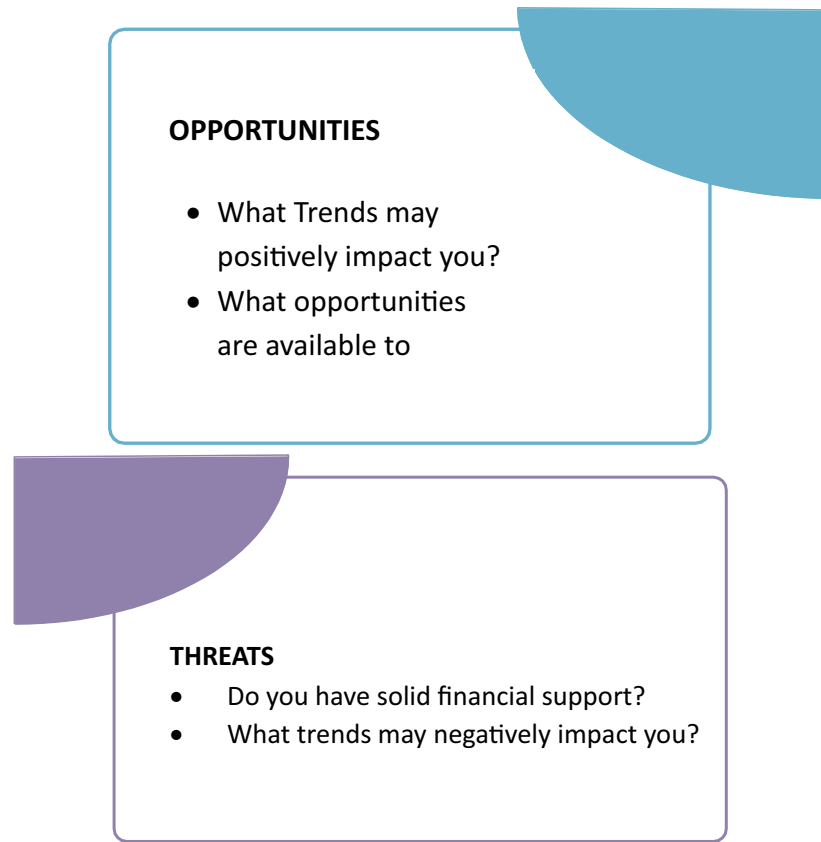 OPPORTUNITIES
• What Trends may
positively impact you?
• What opportunities
are available to
THREATS
• Do you have solid financial support?
• What trends may negatively impact you?